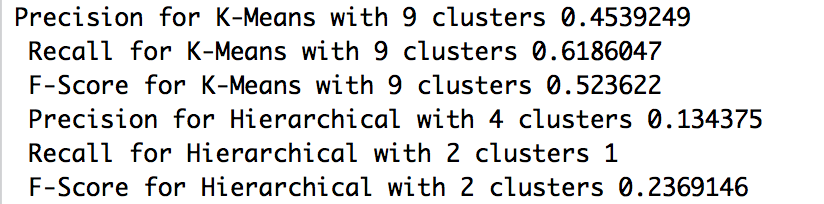 Precision for K-Means with 9 clusters 0.4539249
Recall for K-Means with 9 clusters 0.6186047
F-Score for K-Means with 9 clusters 0.523622
Precision for Hierarchical with 4 clusters 0.134375
Recall for Hierarchical with 2 clusters 1
F-Score for Hierarchical with 2 clusters 0.2369146